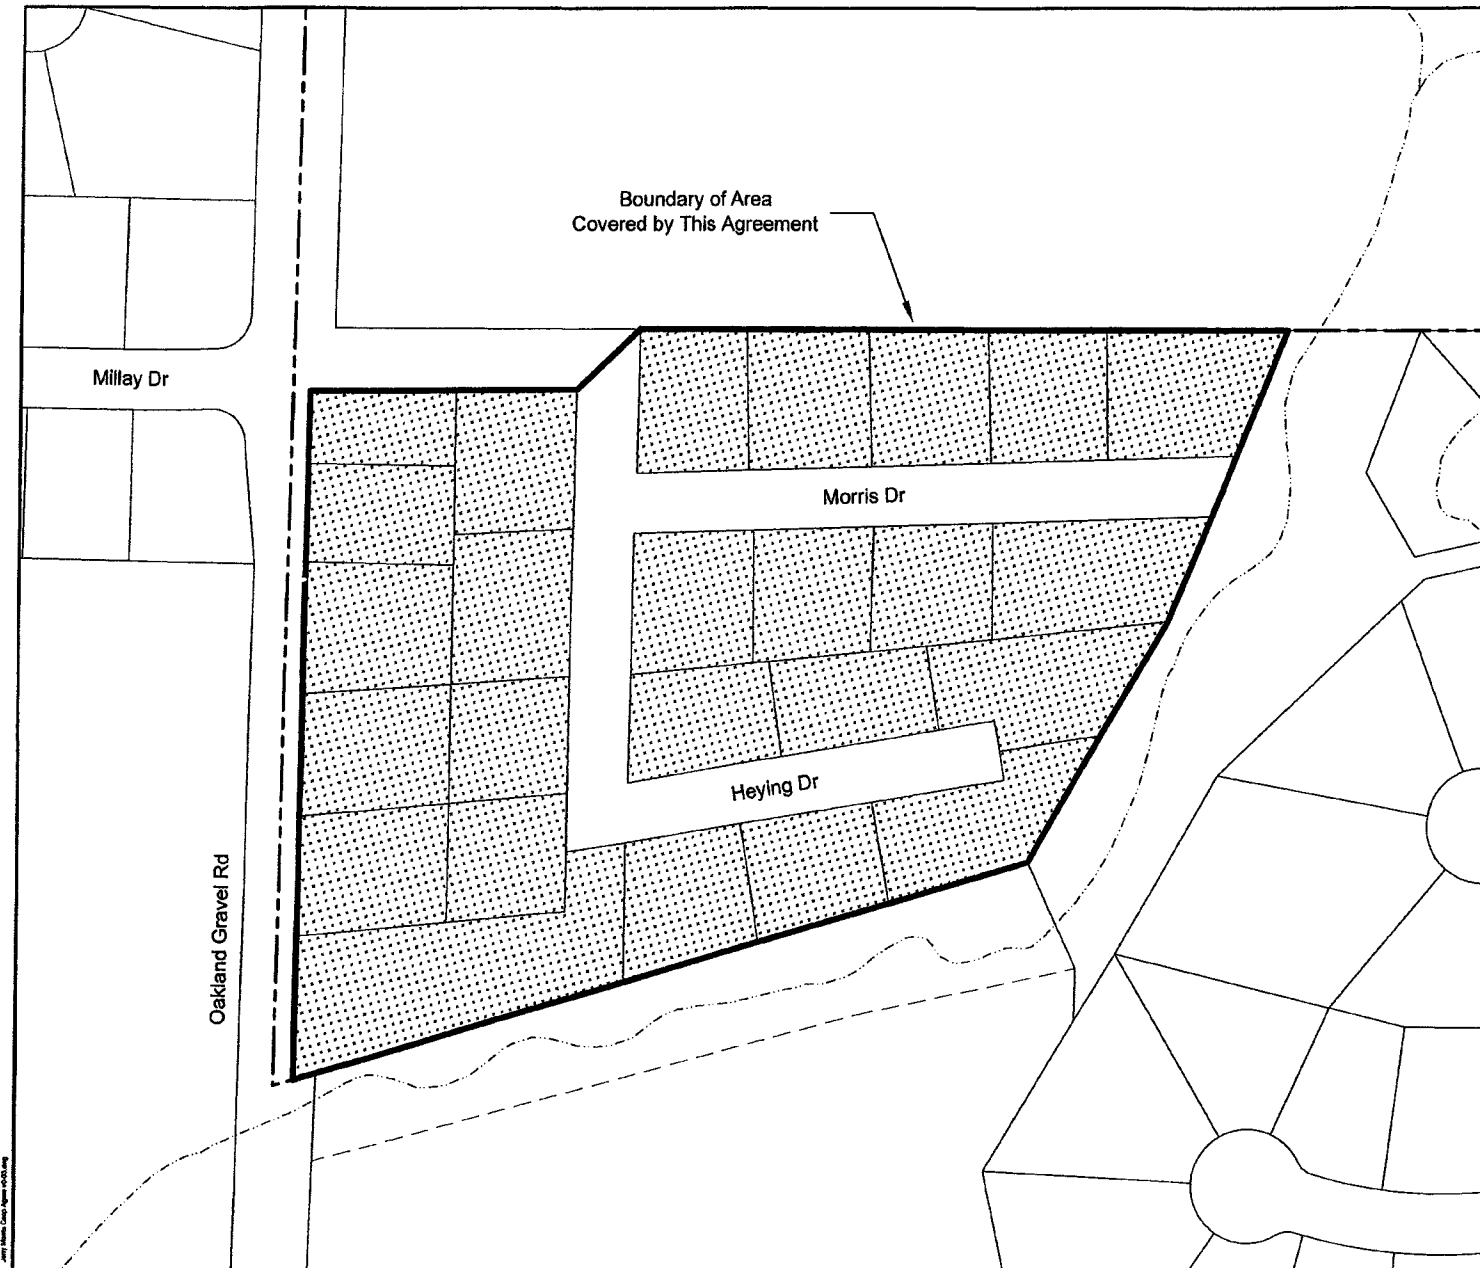 Boundary of Area
Covered by This Agreement
Millay Dr
Morris Dr
Heying Dr
Oakland Gravel Rd